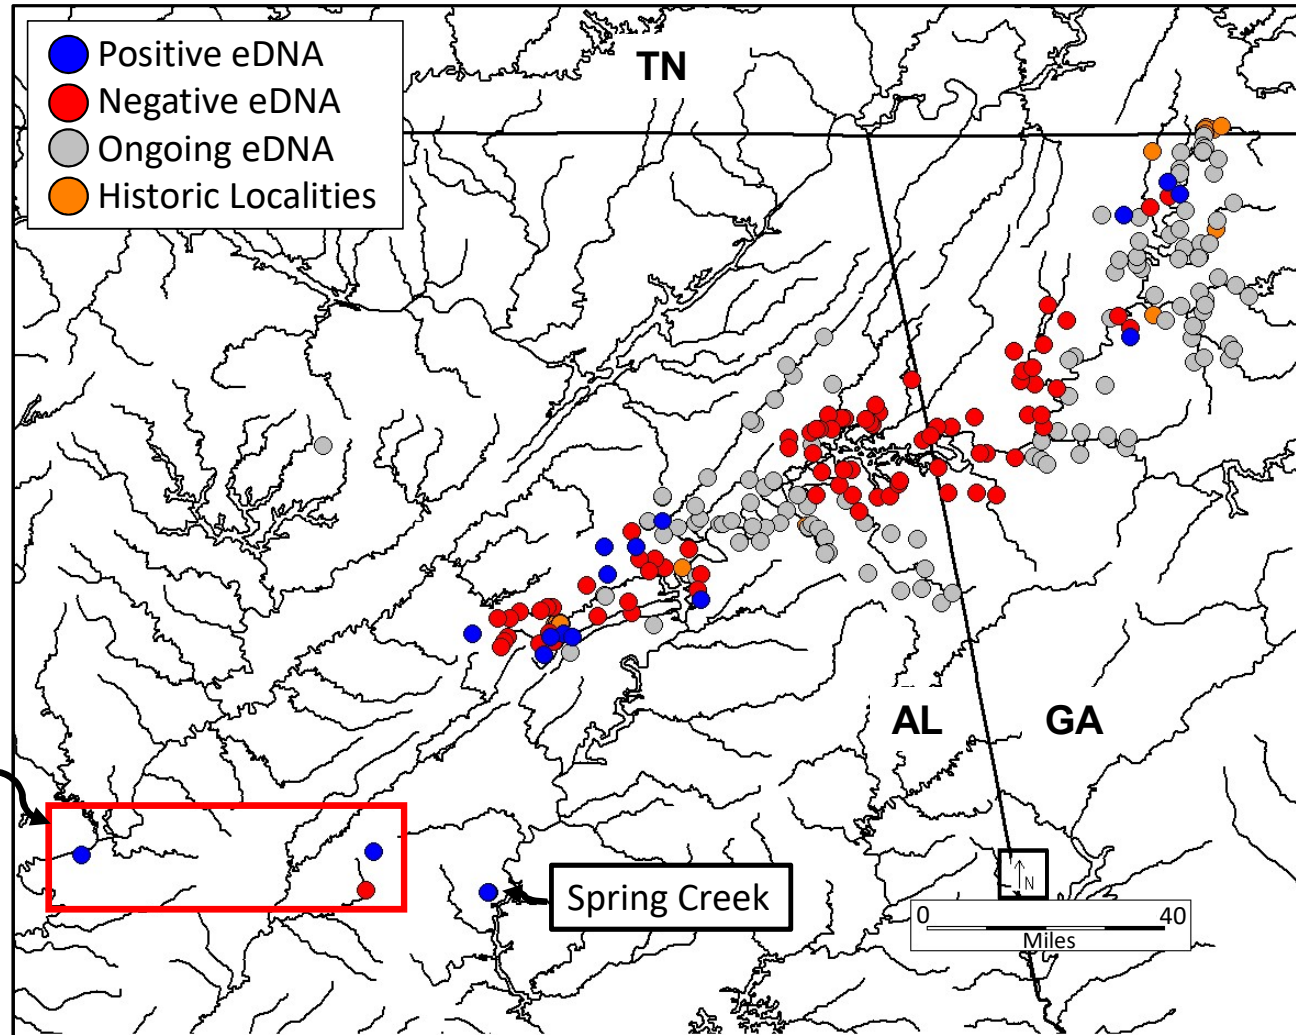 Positive eDNA
Negative eDNA
Ongoing eDNA
Historic Localities
TN
AL
GA
Spring Creek
N
0 40
Miles